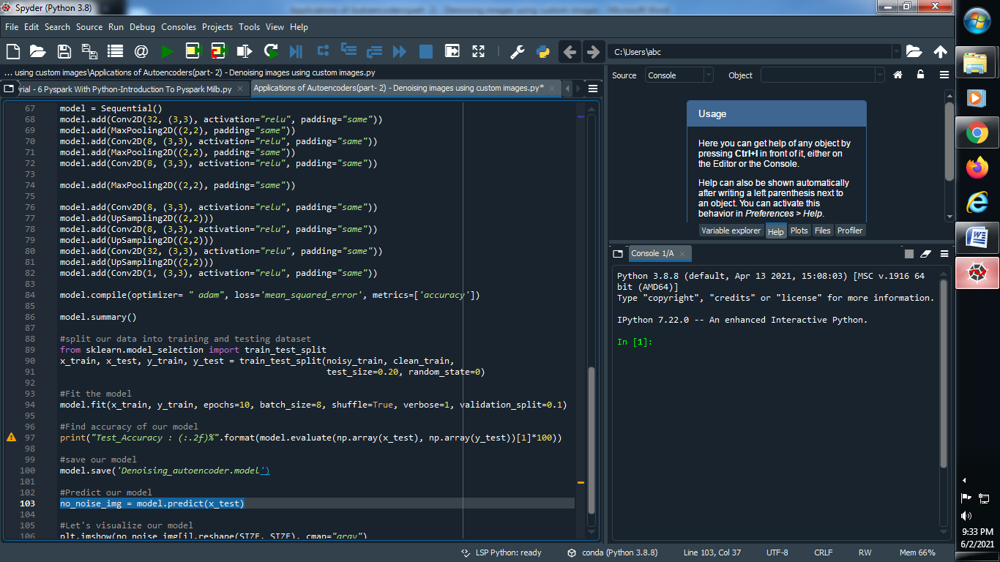 Spyder (Python 3.8)
File Edit Search Source Run Debug Consoles Projects Tools View Help
C:\Users\abc
... using custom images\Applications of Autoencoders(part- 2) - Denoising images using custom images.py
rial - 6 Pyspark With Python-Introduction To Pyspark Mlib.py
Applications of Autoencoders(part- 2) - Denoising images using custom images.py*
67 model = Sequential()
68 model.add(Conv2D(32, (3,3), activation="relu", padding="same"))
69 model.add(MaxPooling2D((2,2), padding="same"))
70 model.add(Conv2D(8, (3,3), activation="relu", padding="same"))
71 model.add(MaxPooling2D((2,2), padding="same"))
72 model.add(Conv2D(8, (3,3), activation="relu", padding="same"))
73
74 model.add(MaxPooling2D((2,2), padding="same"))
75
76 model.add(Conv2D(8, (3,3), activation="relu", padding="same"))
77 model.add(UpSampling2D((2,2)))
78 model.add(Conv2D(8, (3,3), activation="relu", padding="same"))
79 model.add(UpSampling2D((2,2)))
80 model.add(Conv2D(32, (3,3), activation="relu", padding="same"))
81 model.add(UpSampling2D((2,2)))
82 model.add(Conv2D(1, (3,3), activation="relu", padding="same"))
83
84 model.compile(optimizer= " adam", loss='mean_squared_error', metrics=['accuracy'])
85
86 model.summary()
87
88 #split our data into training and testing dataset
89 from sklearn.model_selection import train_test_split
90 x_train, x_test, y_train, y_test = train_test_split(noisy_train, clean_train,
91 test_size=0.20, random_state=0)
92
93 #Fit the model
94 model.fit(x_train, y_train, epochs=10, batch_size=8, shuffle=True, verbose=1, validation_split=0.1)
95
96 #Find accuracy of our model
97 print("Test_Accuracy : (:.2f)%".format(model.evaluate(np.array(x_test), np.array(y_test))[1]*100))
98
99 #save our model
100 model.save('Denoising_autoencoder.model')
101
102 #Predict our model
103 no_noise_img = model.predict(x_test)
104
105 #Let's visualize our model
106 plt.imshow(no_noise_img[i].reshape(SIZE, SIZE), cmap="gray")
Source Console Object
Usage
Here you can get help of any object by
pressing Ctrl+I in front of it, either on
the Editor or the Console.
Help can also be shown automatically
after writing a left parenthesis next to
an object. You can activate this
behavior in Preferences > Help.
Variable explorer Help Plots Files Profiler
Console 1/A
Python 3.8.8 (default, Apr 13 2021, 15:08:03) [MSC v.1916 64
bit (AMD64)]
Type "copyright", "credits" or "license" for more information.
IPython 7.22.0 -- An enhanced Interactive Python.
In [1]:
LSP Python: ready conda (Python 3.8.8) Line 103, Col 37 UTF-8 CRLF RW Mem 66%
9:33 PM
6/2/2021